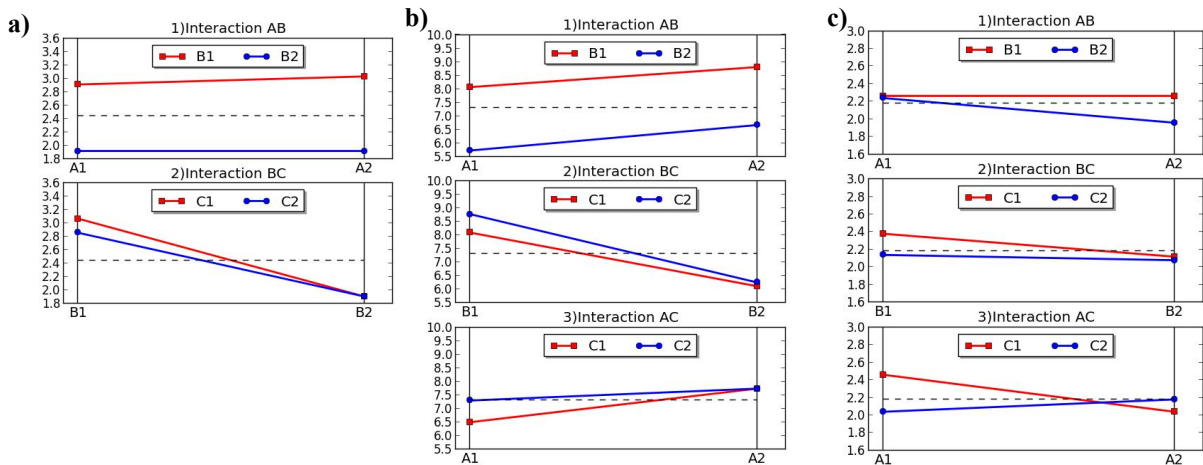 a)
1)Interaction AB
B1 B2
3.6
3.4
3.2
3.0
2.8
2.6
2.4
2.2
2.0
1.8
A1 A2
2)Interaction BC
C1 C2
3.6
3.4
3.2
3.0
2.8
2.6
2.4
2.2
2.0
1.8
B1 B2
b)
1)Interaction AB
B1 B2
10.0
9.5
9.0
8.5
8.0
7.5
7.0
6.5
6.0
5.5
A1 A2
2)Interaction BC
C1 C2
10.0
9.5
9.0
8.5
8.0
7.5
7.0
6.5
6.0
5.5
B1 B2
3)Interaction AC
C1 C2
10.0
9.5
9.0
8.5
8.0
7.5
7.0
6.5
6.0
5.5
A1 A2
c)
1)Interaction AB
B1 B2
3.0
2.8
2.6
2.4
2.2
2.0
1.8
1.6
A1 A2
2)Interaction BC
C1 C2
3.0
2.8
2.6
2.4
2.2
2.0
1.8
1.6
B1 B2
3)Interaction AC
C1 C2
3.0
2.8
2.6
2.4
2.2
2.0
1.8
1.6
A1 A2